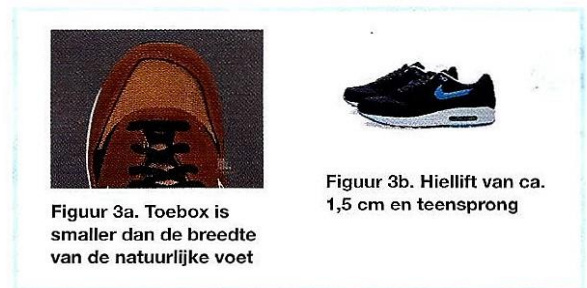 Figuur 3a. Toebox is
smaller dan de breedte
van de natuurlijke voet
Figuur 3b. Hiellift van ca.
1,5 cm en teensprong